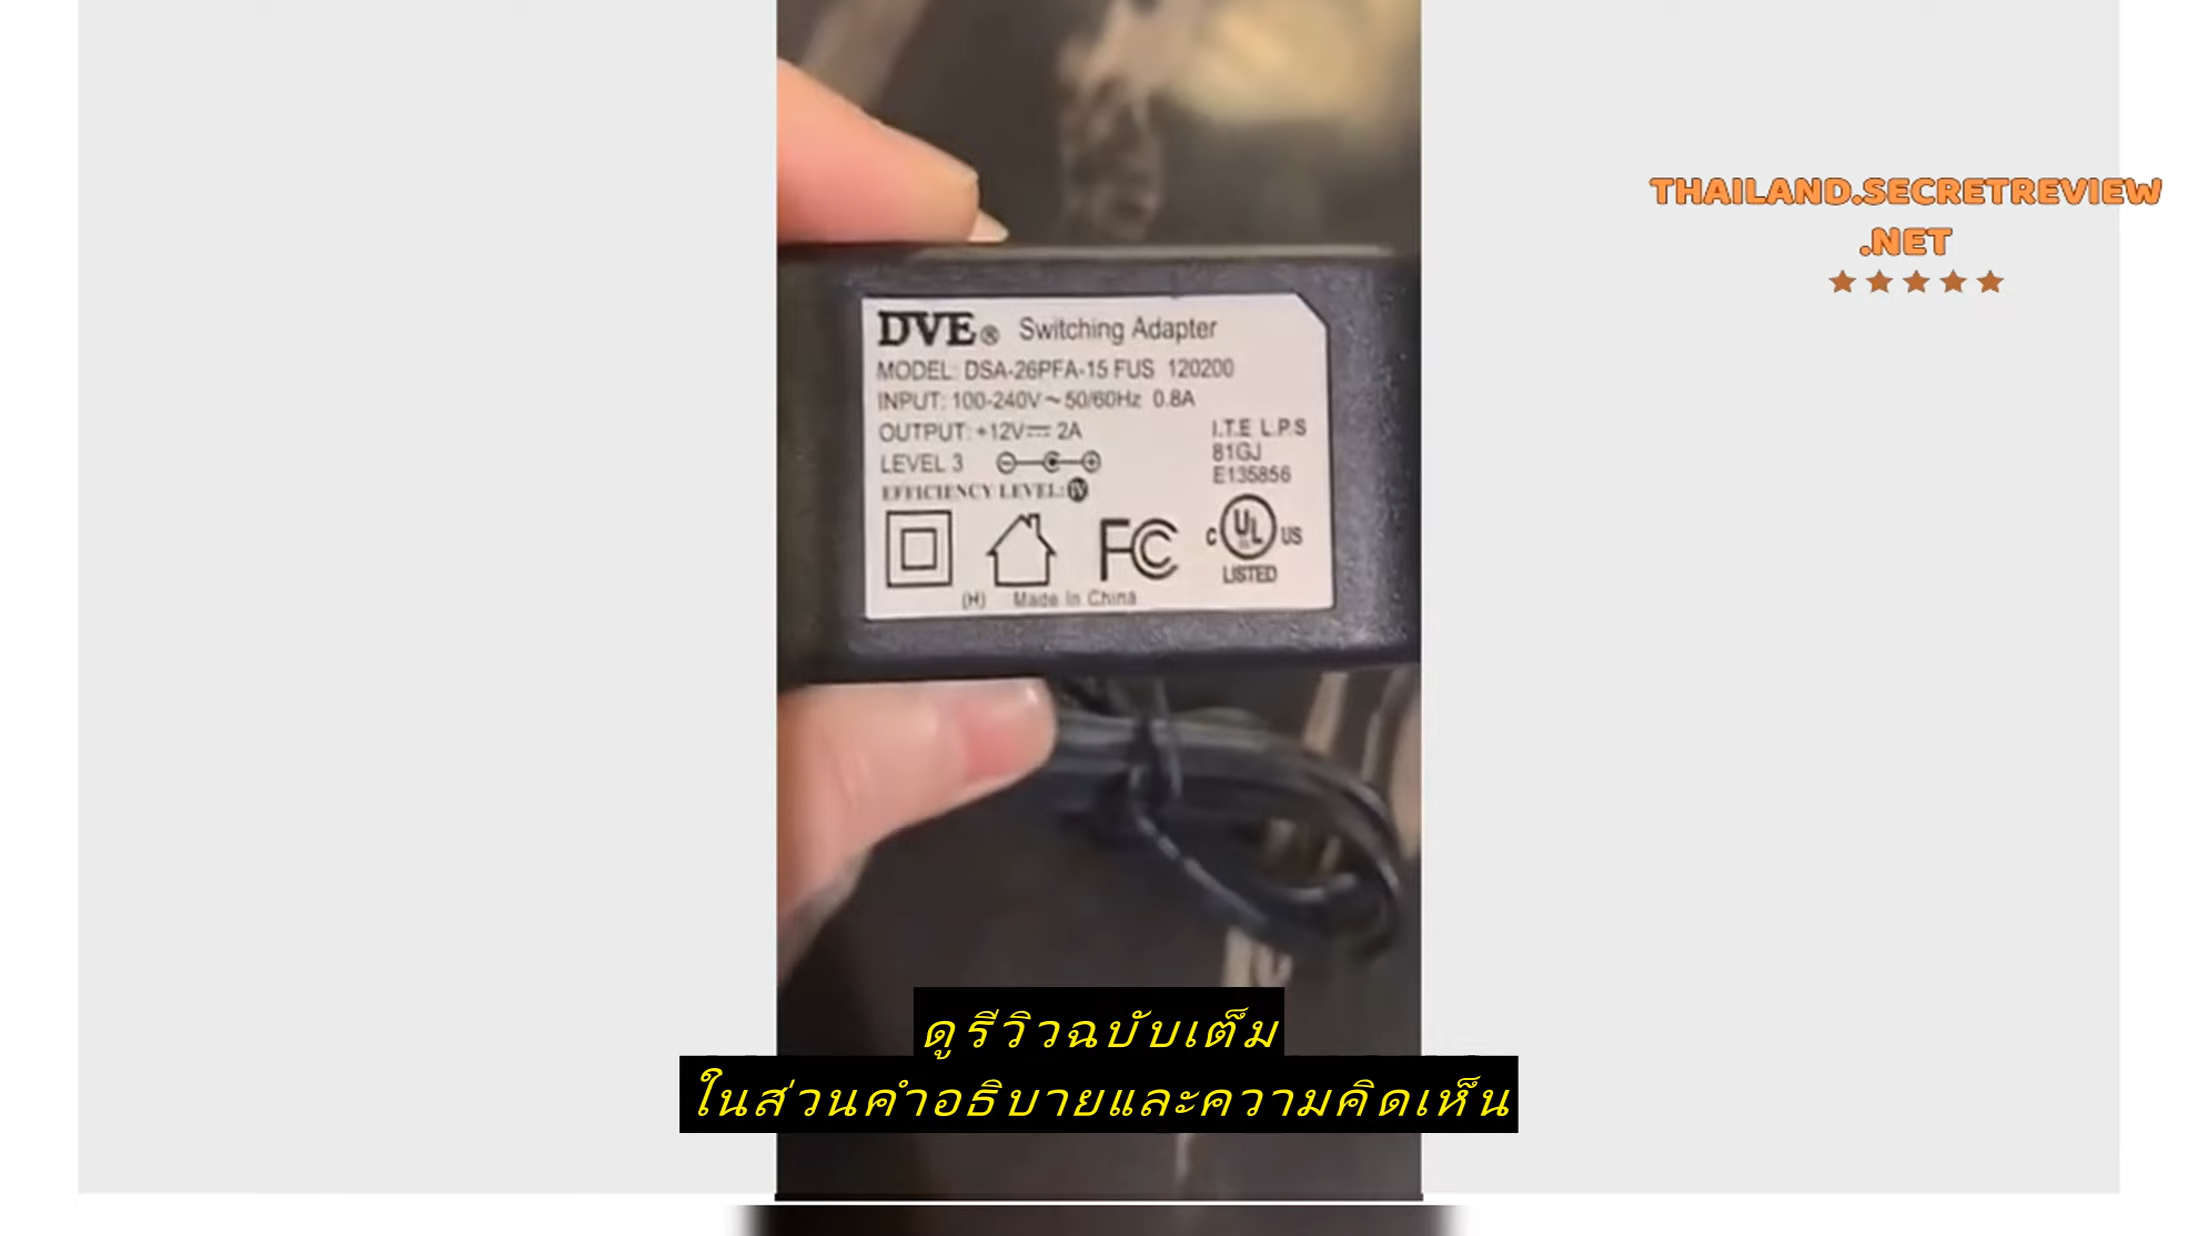 THAILAND.SECRETREVIEW
.NET
DVE® Switching Adapter
MODEL: DSA-26PFA-15 FUS 120200
INPUT: 100-240V ~ 50/60Hz 0.8A
OUTPUT: +12V⎓ 2A
I.T.E L.P.S
LEVEL 3
81GJ
E135856
EFFICIENCY LEVEL: IV
FC
C UL US
LISTED
(H) Made In China
ดูรีวิวฉบับเต็ม
ในส่วนคำอธิบายและความคิดเห็น